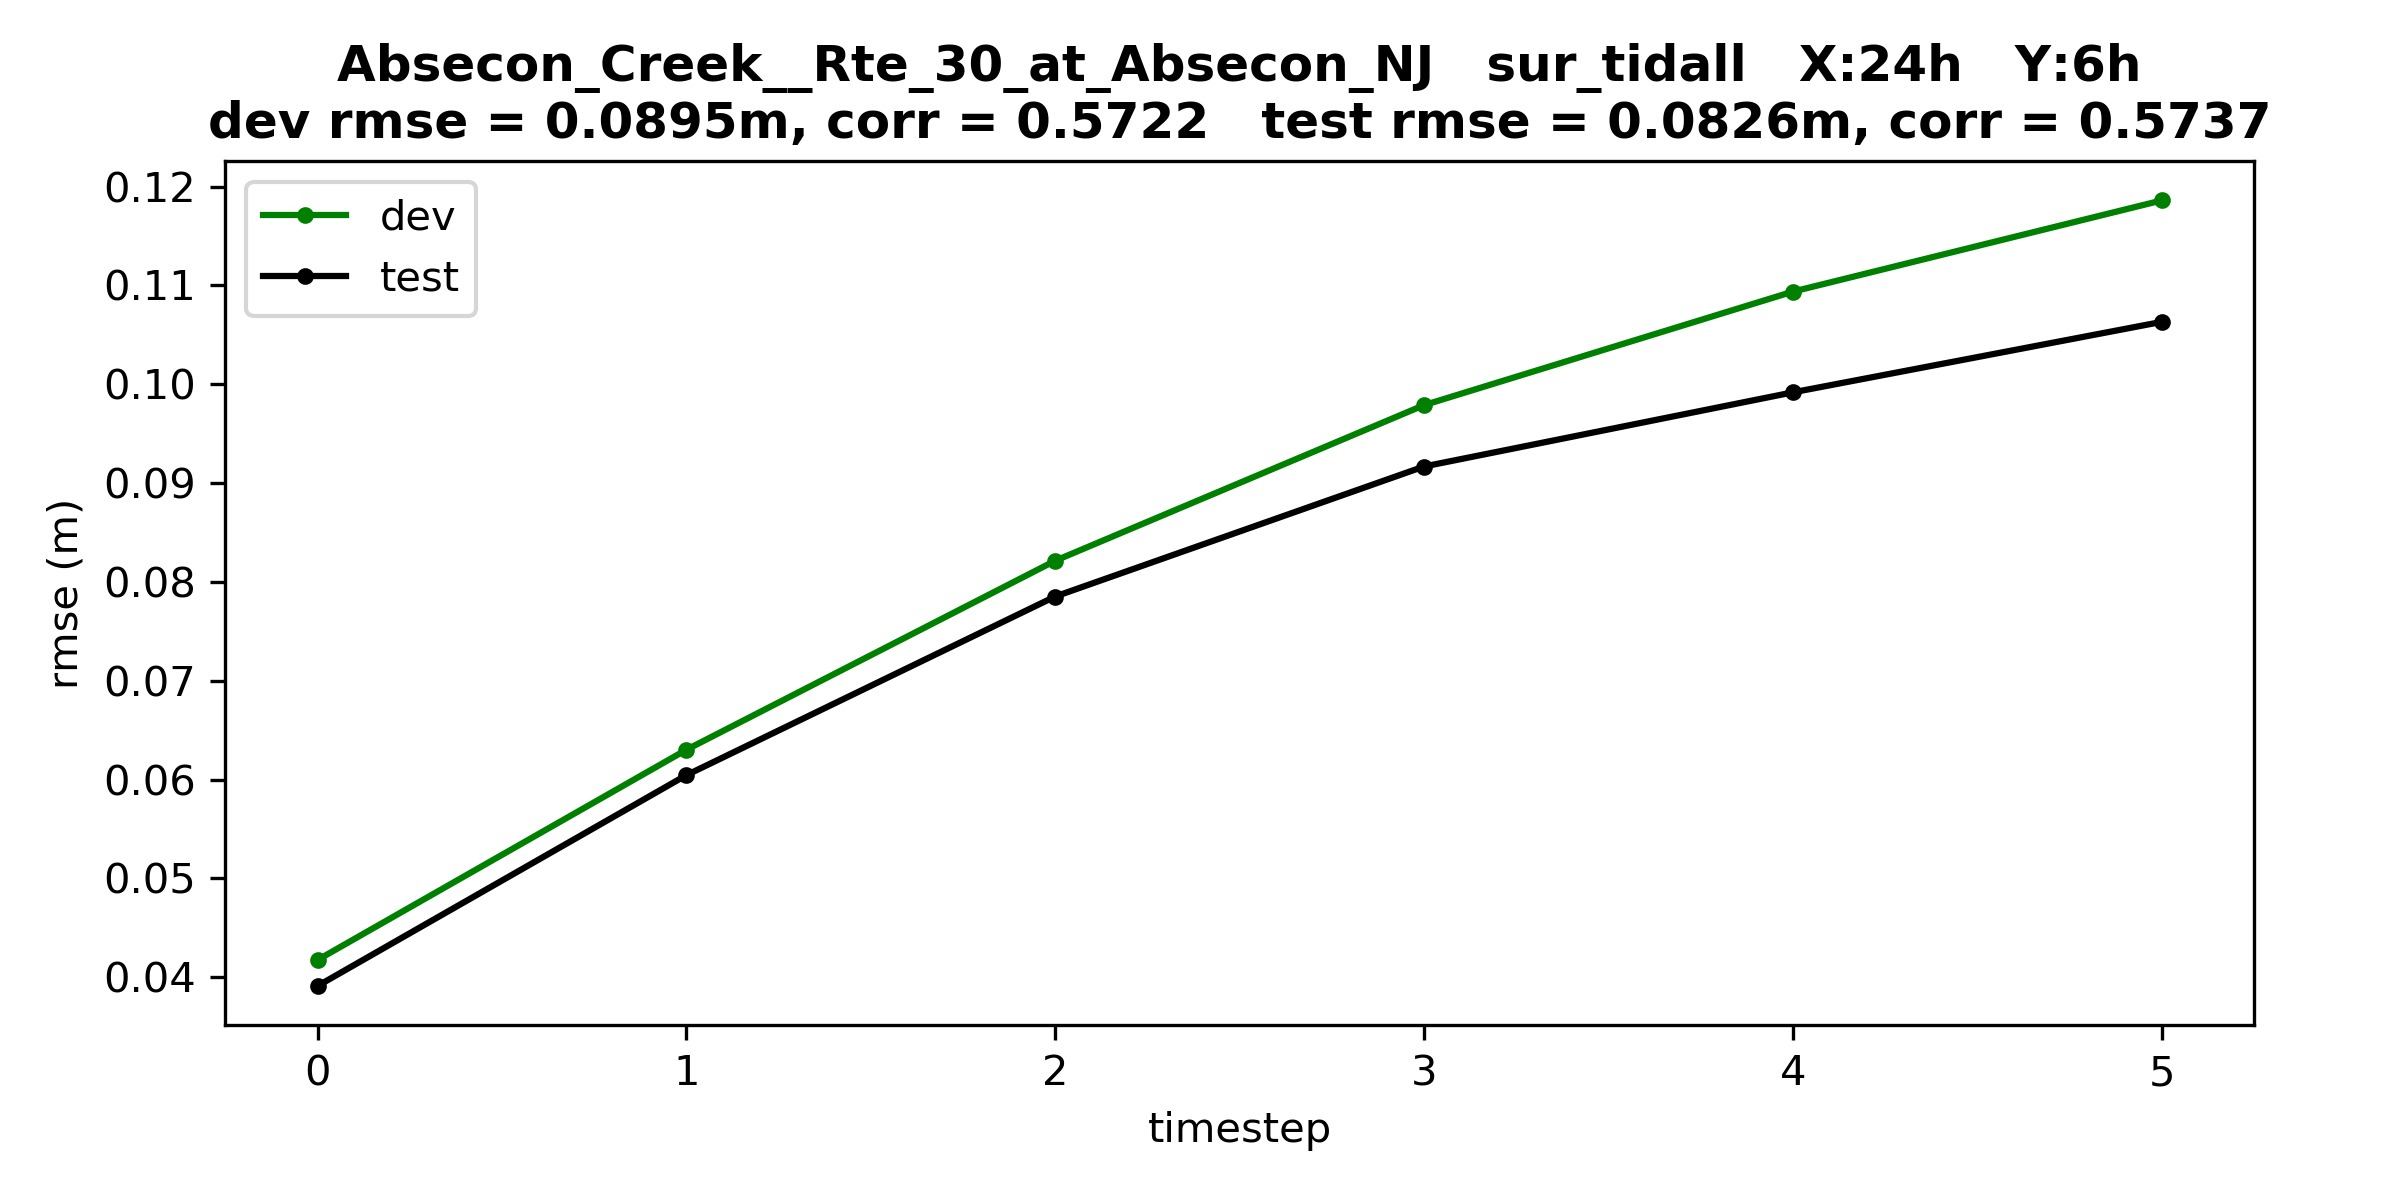 Absecon_Creek__Rte_30_at_Absecon_NJ   sur_tidall   X:24h   Y:6h
dev rmse = 0.0895m, corr = 0.5722   test rmse = 0.0826m, corr = 0.5737
dev
test
rmse (m)
0.12
0.11
0.10
0.09
0.08
0.07
0.06
0.05
0.04
0 1 2 3 4 5
timestep